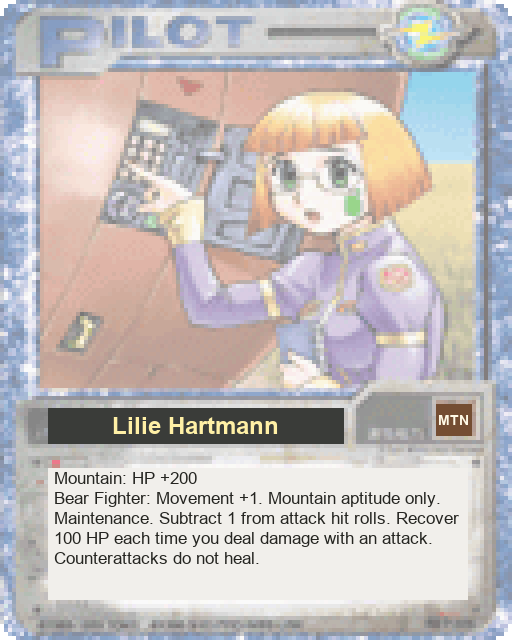 PILOT
Lilie Hartmann
MTN
Mountain: HP +200
Bear Fighter: Movement +1. Mountain aptitude only.
Maintenance. Subtract 1 from attack hit rolls. Recover
100 HP each time you deal damage with an attack.
Counterattacks do not heal.